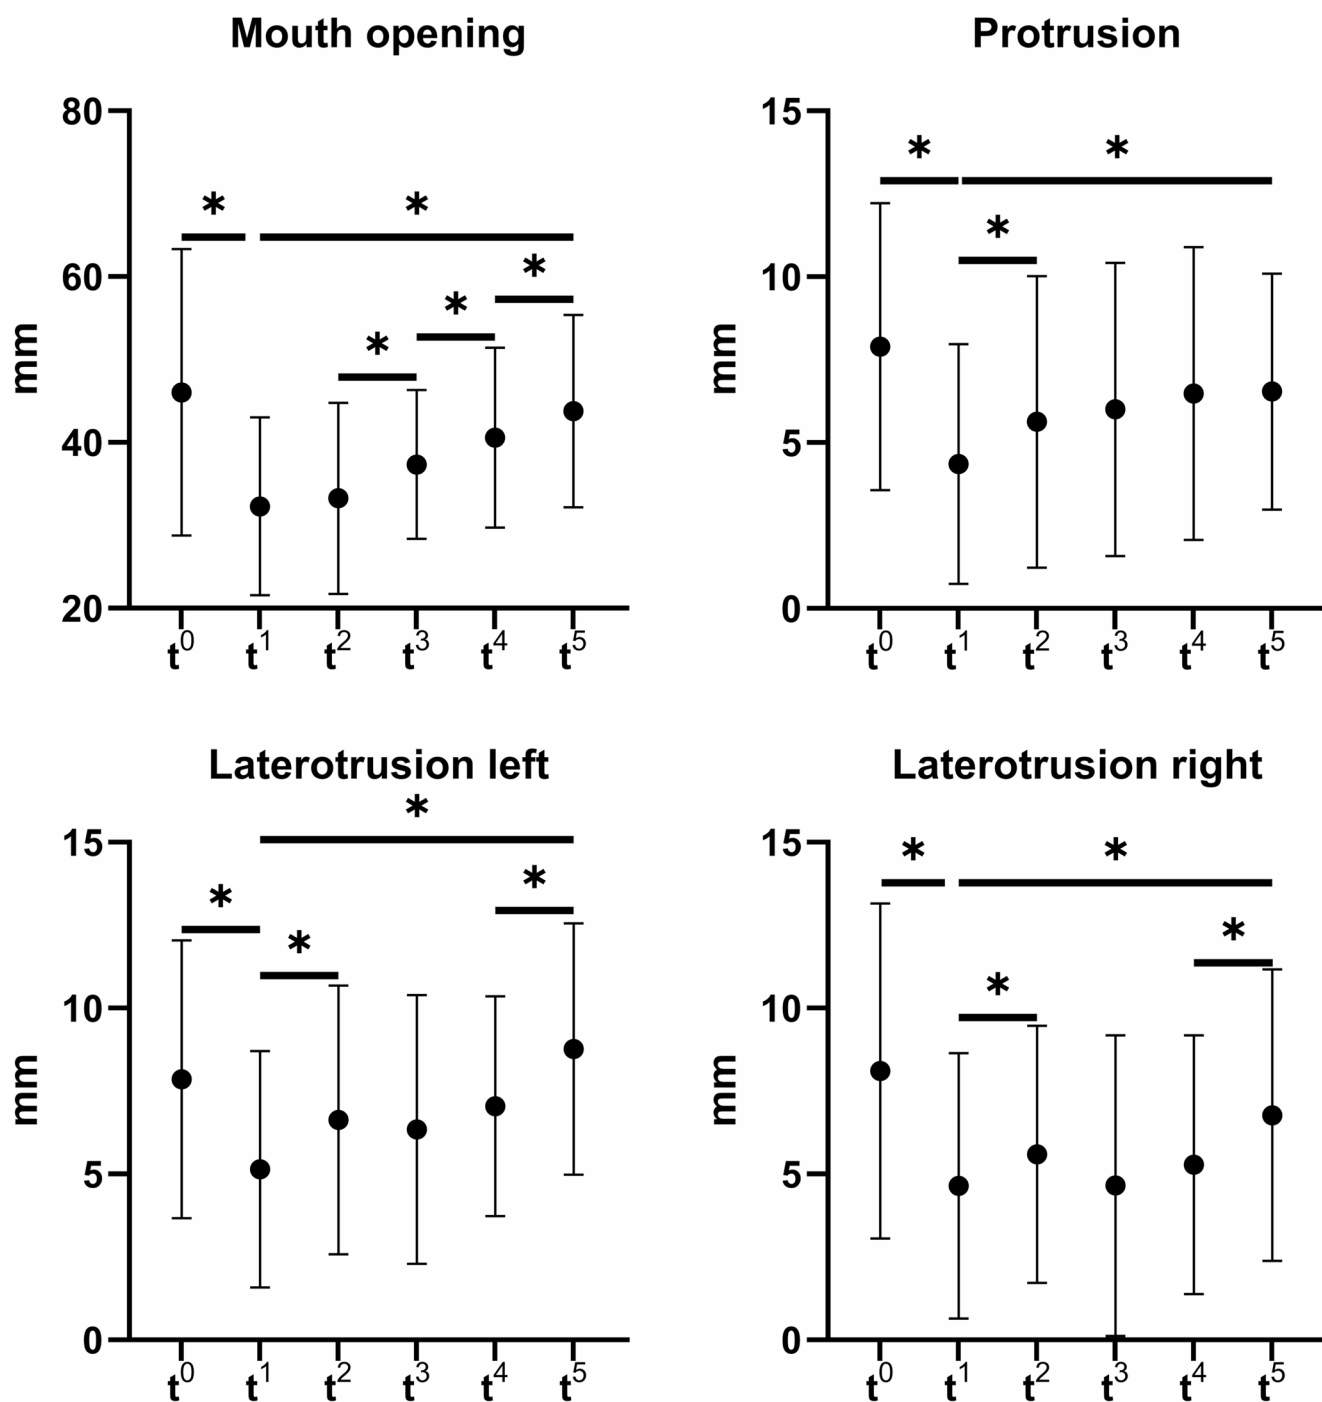 Mouth opening
80
60
40
20
mm
* * * * *
t⁰ t¹ t² t³ t⁴ t⁵
Protrusion
15
10
5
0
mm
* * *
t⁰ t¹ t² t³ t⁴ t⁵
Laterotrusion left
15
10
5
0
mm
* * * *
t⁰ t¹ t² t³ t⁴ t⁵
Laterotrusion right
15
10
5
0
mm
* * * *
t⁰ t¹ t² t³ t⁴ t⁵